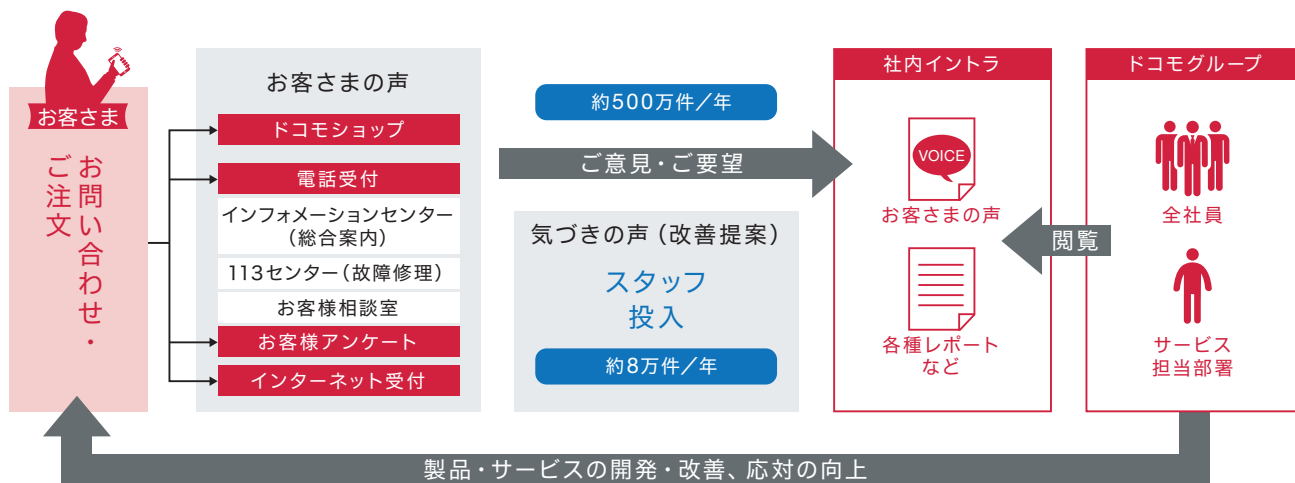 お客さま
お問い合わせ・
ご注文
お客さまの声
ドコモショップ
電話受付
インフォメーションセンター
（総合案内）
113センター（故障修理）
お客様相談室
お客様アンケート
インターネット受付
約500万件／年
ご意見・ご要望
気づきの声（改善提案）
スタッフ
投入
約8万件／年
社内イントラ
VOICE
お客さまの声
各種レポート
など
閲覧
ドコモグループ
全社員
サービス
担当部署
製品・サービスの開発・改善、応対の向上